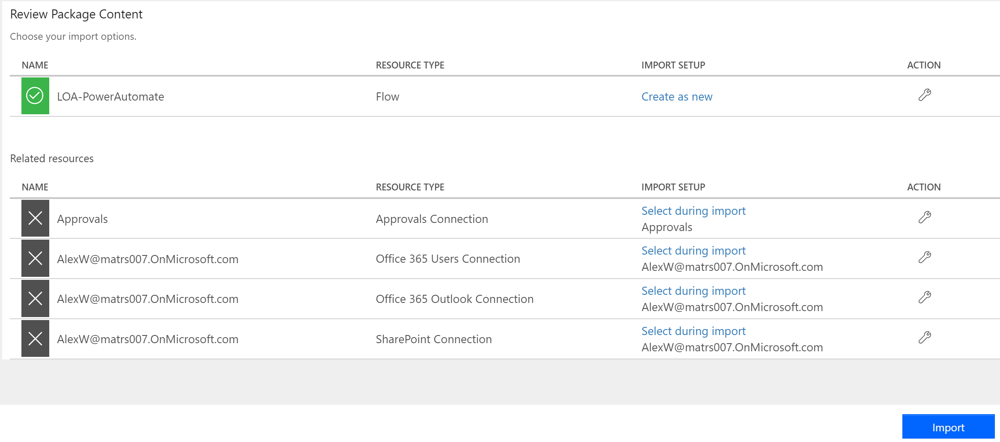 Review Package Content
Choose your import options.
NAME RESOURCE TYPE IMPORT SETUP ACTION
LOA-PowerAutomate Flow Create as new
Related resources
NAME RESOURCE TYPE IMPORT SETUP ACTION
Approvals Approvals Connection Select during import
Approvals
AlexW@matrs007.OnMicrosoft.com Office 365 Users Connection Select during import
AlexW@matrs007.OnMicrosoft.com
AlexW@matrs007.OnMicrosoft.com Office 365 Outlook Connection Select during import
AlexW@matrs007.OnMicrosoft.com
AlexW@matrs007.OnMicrosoft.com SharePoint Connection Select during import
AlexW@matrs007.OnMicrosoft.com
Import